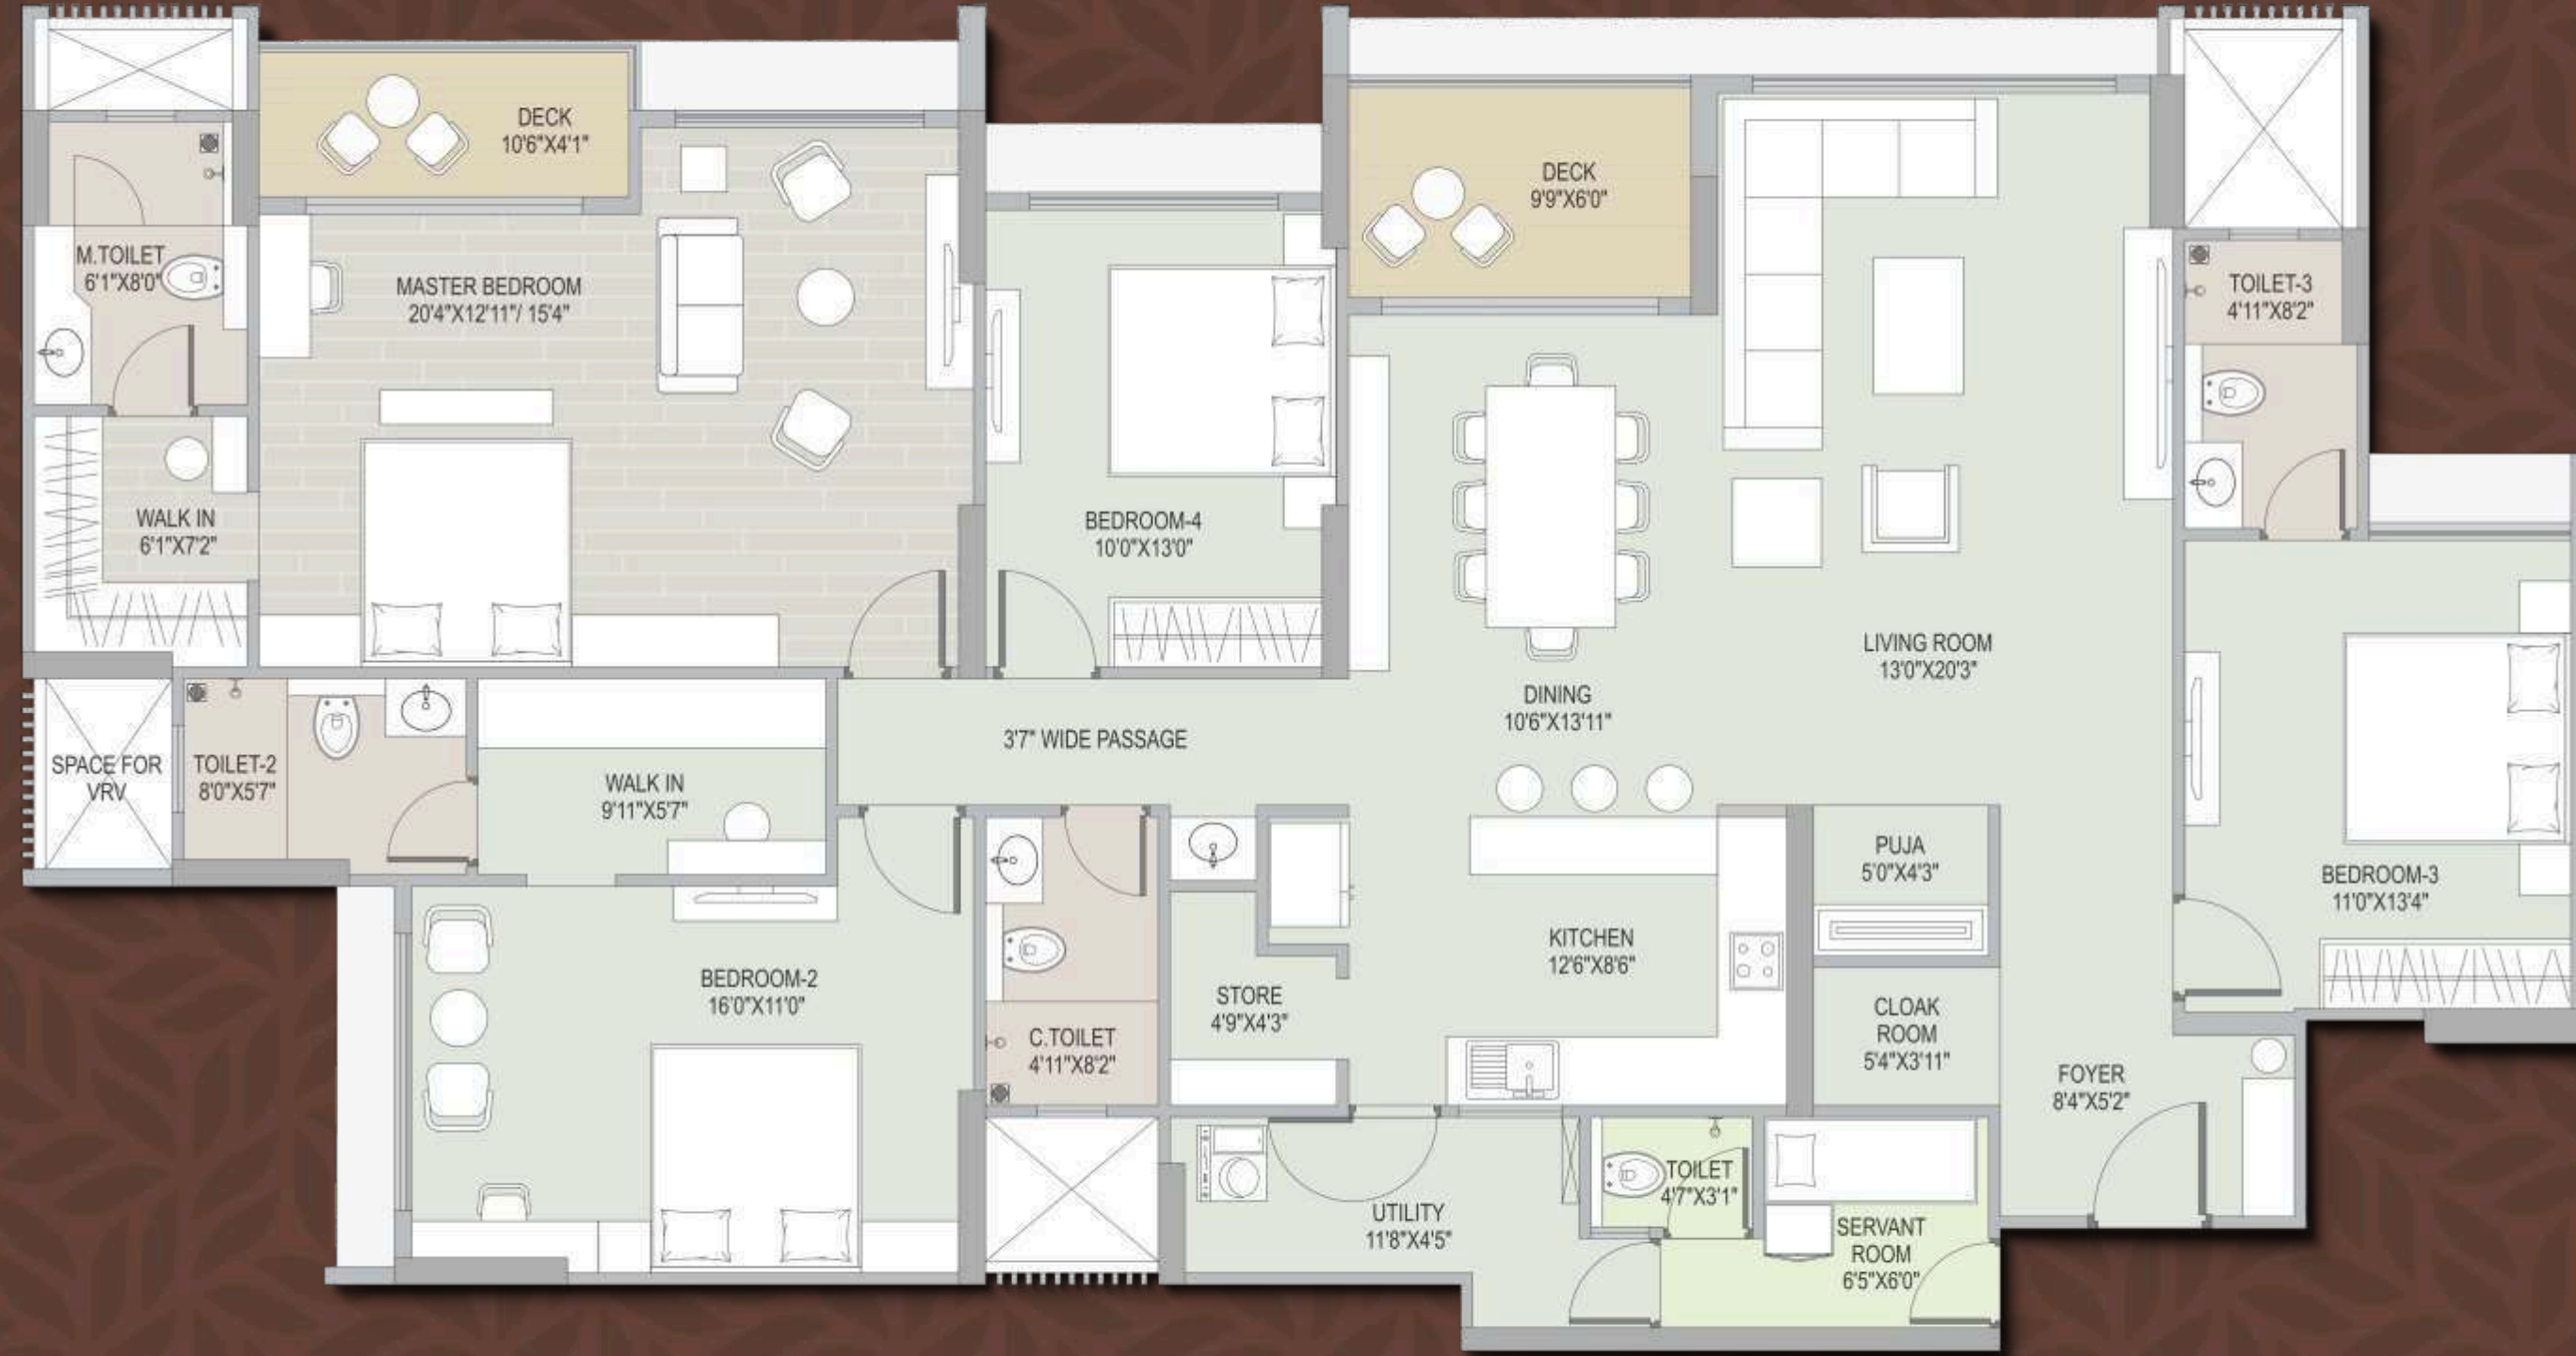 DECK
10'6"X4'1"
DECK
9'9"X6'0"
M.TOILET
6'1"X8'0"
MASTER BEDROOM
20'4"X12'11"/ 15'4"
TOILET-3
4'11"X8'2"
WALK IN
6'1"X7'2"
BEDROOM-4
10'0"X13'0"
LIVING ROOM
13'0"X20'3"
DINING
10'6"X13'11"
3'7" WIDE PASSAGE
SPACE FOR
VRV
TOILET-2
8'0"X5'7"
WALK IN
9'11"X5'7"
PUJA
5'0"X4'3"
BEDROOM-3
11'0"X13'4"
BEDROOM-2
16'0"X11'0"
KITCHEN
12'6"X8'6"
STORE
4'9"X4'3"
C.TOILET
4'11"X8'2"
CLOAK
ROOM
5'4"X3'11"
FOYER
8'4"X5'2"
TOILET
4'7"X3'1"
UTILITY
11'8"X4'5"
SERVANT
ROOM
6'5"X6'0"